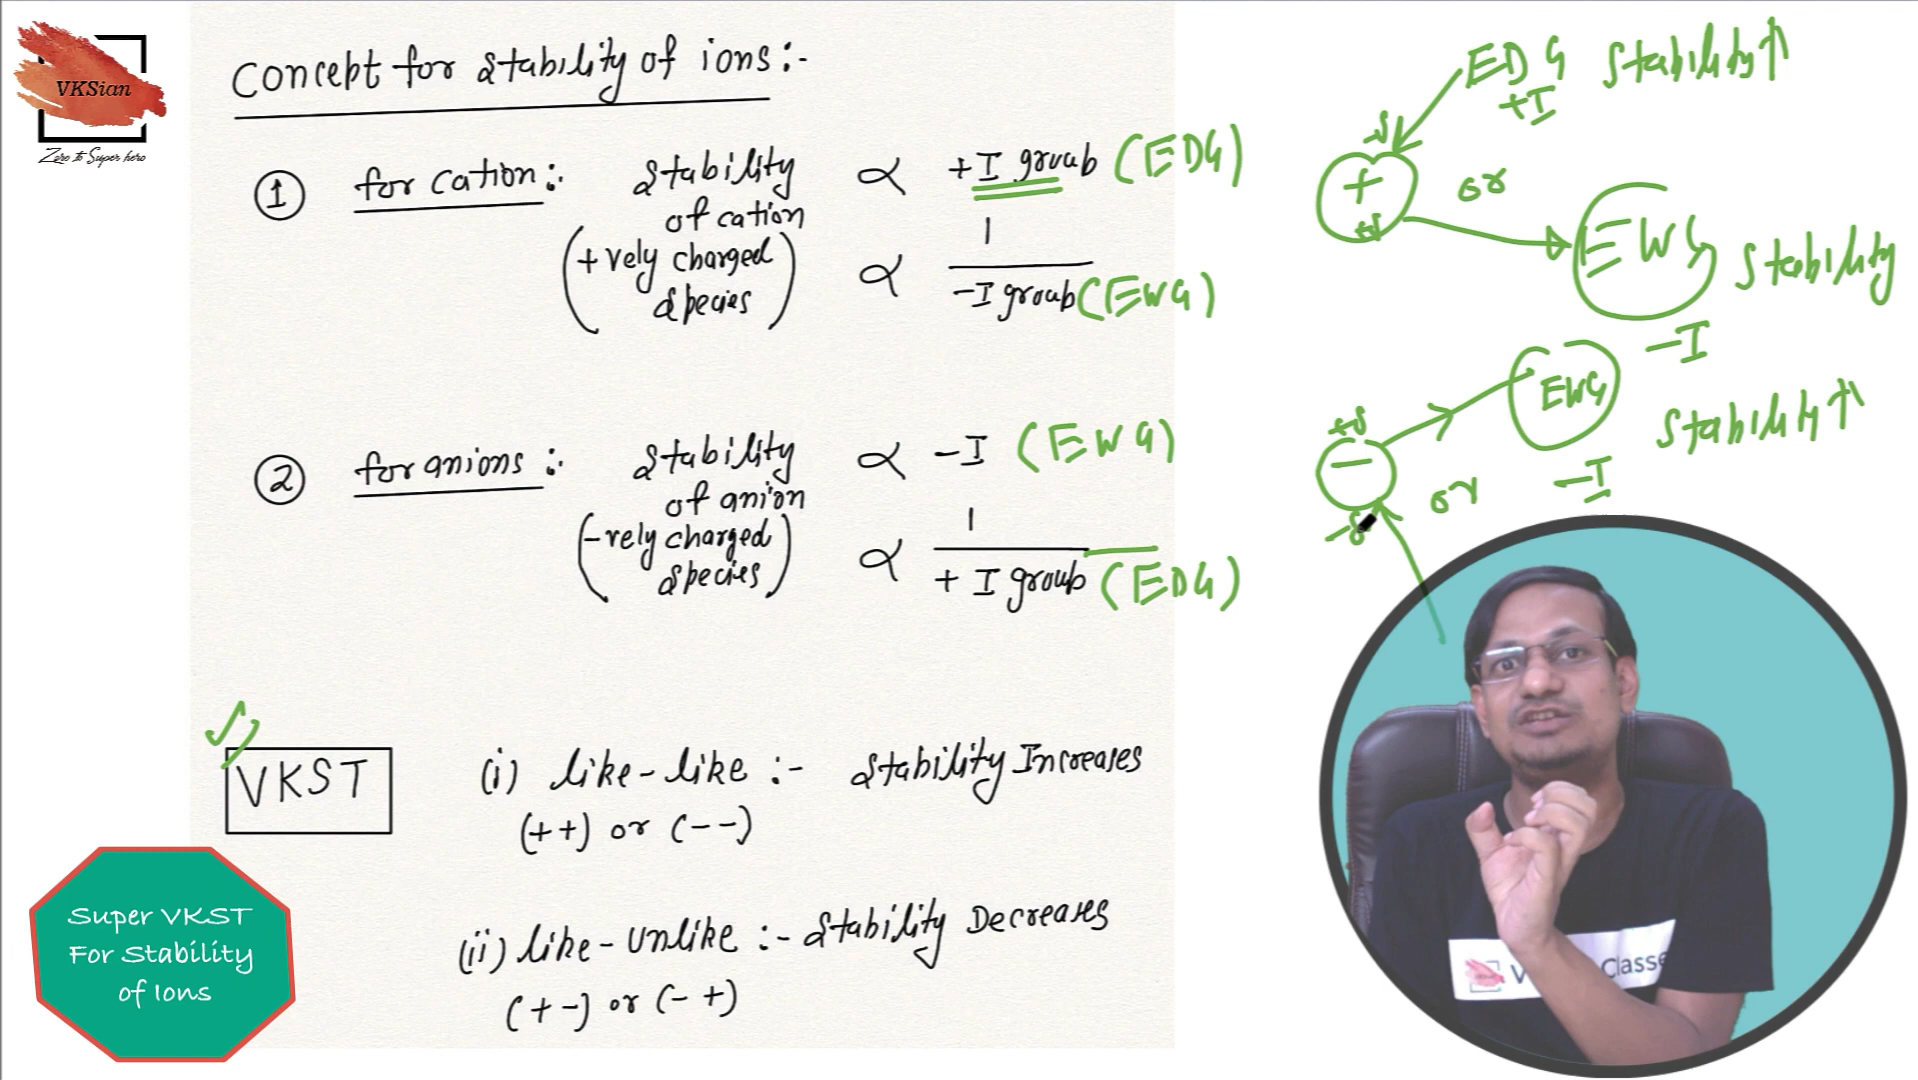 VKSian
Zero to Super hero
Concept for Stability of ions :-
① for cation :. Stability of cation (+vely charged species) ∝ +I group (EDG)
∝ 1 / -I group (EWG)
② for anions :. Stability of anion (-vely charged species) ∝ -I (EWG)
∝ 1 / + I group (EDG)
VKST
(i) like-like :- Stability Increases
(++) or (--)
(ii) like-Unlike :- Stability Decreases
(+-) or (-+)
Super VKST
For Stability
of Ions
EDG Stability↑
+I
-δ
+
+δ
or
EWG Stability
-I
EWG
+δ
Stability↑
-
or
-I
-δ